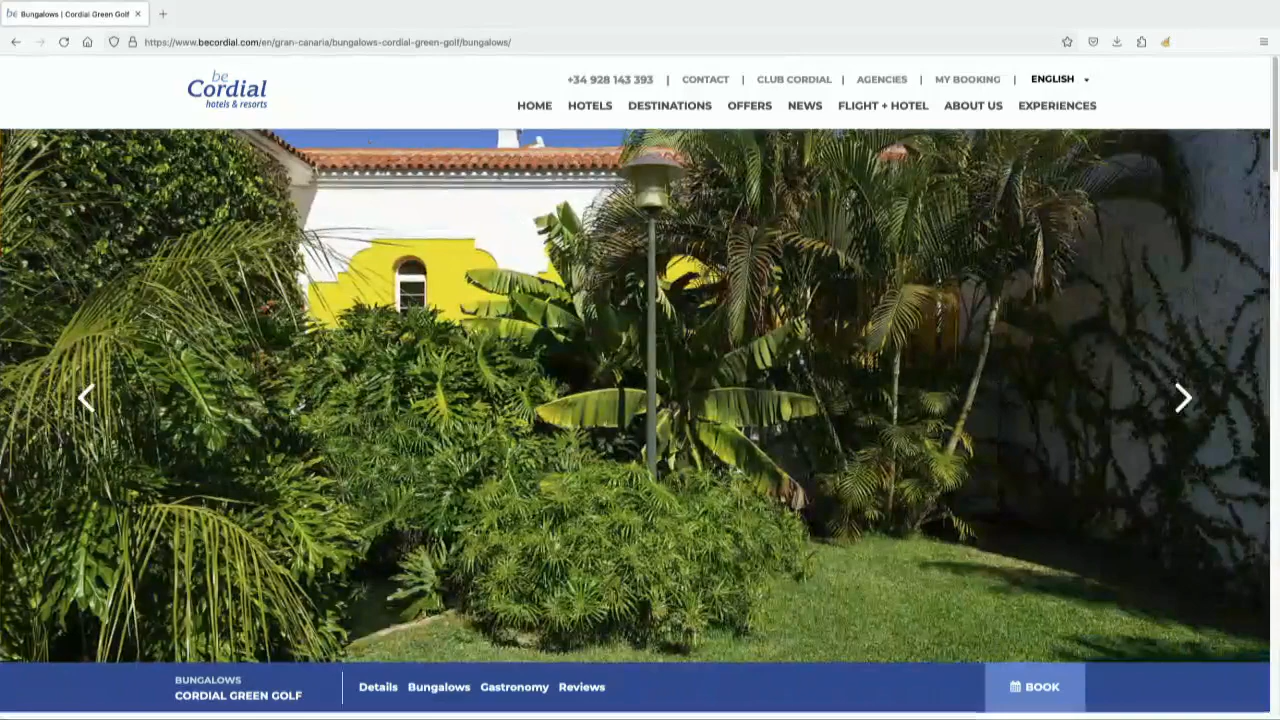 be Bungalows | Cordial Green Golf
https://www.becordial.com/en/gran-canaria/bungalows-cordial-green-golf/bungalows/
be
Cordial
hotels & resorts
+34 928 143 393 | CONTACT | CLUB CORDIAL | AGENCIES | MY BOOKING | ENGLISH
HOME HOTELS DESTINATIONS OFFERS NEWS FLIGHT + HOTEL ABOUT US EXPERIENCES
BUNGALOWS
CORDIAL GREEN GOLF
Details Bungalows Gastronomy Reviews
BOOK